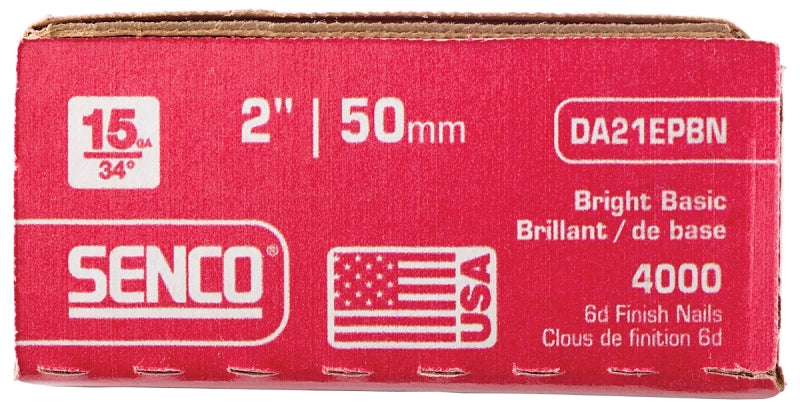 15GA
34°
2" | 50mm
DA21EPBN
Bright Basic
Brillant / de base
SENCO®
USA
4000
6d Finish Nails
Clous de finition 6d